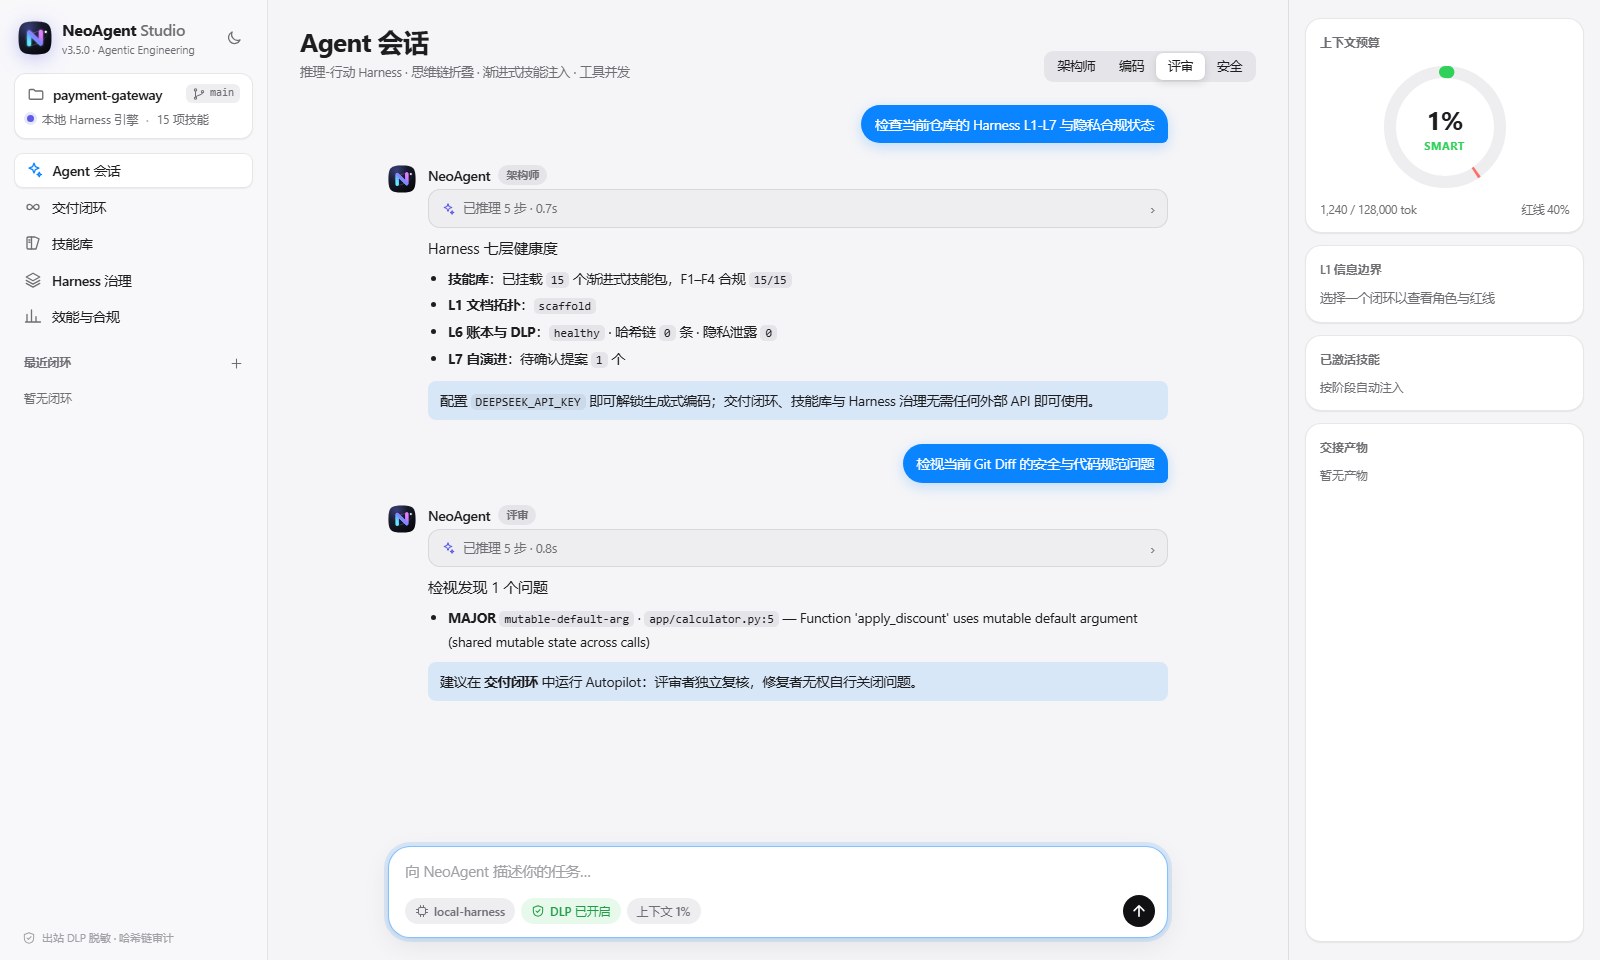 NeoAgent Studio
v3.5.0 · Agentic Engineering
payment-gateway
main
本地 Harness 引擎 · 15 项技能
Agent 会话
交付闭环
技能库
Harness 治理
效能与合规
最近闭环
暂无闭环
出站 DLP 脱敏 · 哈希链审计
Agent 会话
推理-行动 Harness · 思维链折叠 · 渐进式技能注入 · 工具并发
架构师 编码 评审 安全
检查当前仓库的 Harness L1-L7 与隐私合规状态
NeoAgent 架构师
已推理 5 步 · 0.7s
Harness 七层健康度
技能库：已挂载 15 个渐进式技能包，F1–F4 合规 15/15
L1 文档拓扑：scaffold
L6 账本与 DLP：healthy · 哈希链 0 条 · 隐私泄露 0
L7 自演进：待确认提案 1 个
配置 DEEPSEEK_API_KEY 即可解锁生成式编码；交付闭环、技能库与 Harness 治理无需任何外部 API 即可使用。
检视当前 Git Diff 的安全与代码规范问题
NeoAgent 评审
已推理 5 步 · 0.8s
检视发现 1 个问题
MAJOR mutable-default-arg · app/calculator.py:5 — Function 'apply_discount' uses mutable default argument
(shared mutable state across calls)
建议在 交付闭环 中运行 Autopilot：评审者独立复核，修复者无权自行关闭问题。
向 NeoAgent 描述你的任务...
local-harness
DLP 已开启
上下文 1%
上下文预算
1%
SMART
1,240 / 128,000 tok
红线 40%
L1 信息边界
选择一个闭环以查看角色与红线
已激活技能
按阶段自动注入
交接产物
暂无产物